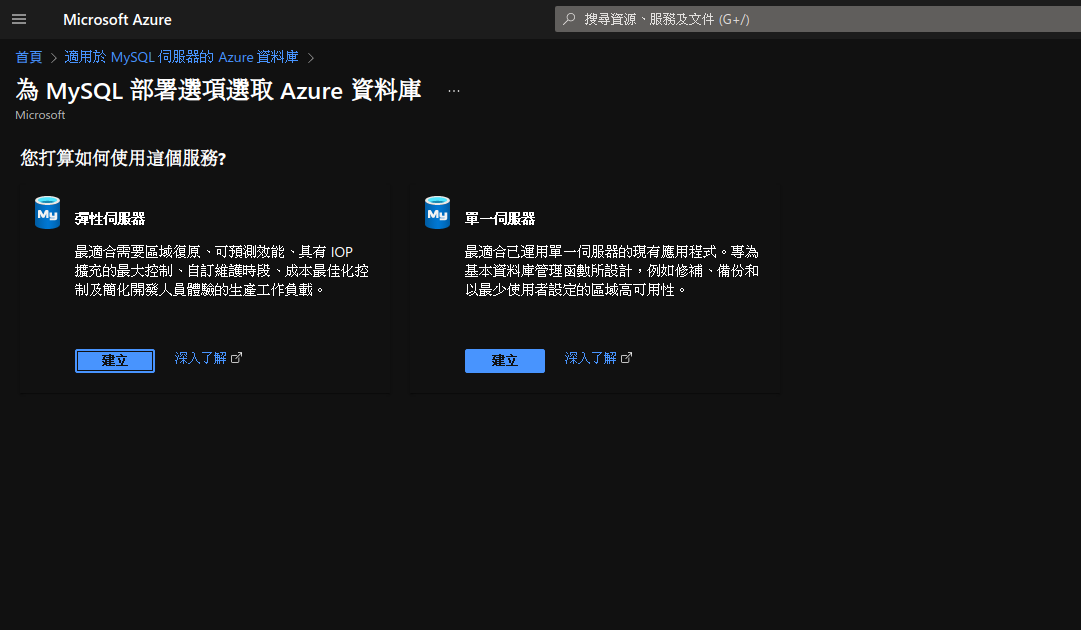 Microsoft Azure
搜尋資源、服務及文件 (G+/)
首頁 > 適用於 MySQL 伺服器的 Azure 資料庫 >
為 MySQL 部署選項選取 Azure 資料庫 ...
Microsoft
您打算如何使用這個服務?
My
彈性伺服器
最適合需要區域復原、可預測效能、具有 IOP
擴充的最大控制、自訂維護時段、成本最佳化控
制及簡化開發人員體驗的生產工作負載。
建立 深入了解
My
單一伺服器
最適合已運用單一伺服器的現有應用程式。專為
基本資料庫管理函數所設計，例如修補、備份和
以最少使用者設定的區域高可用性。
建立 深入了解